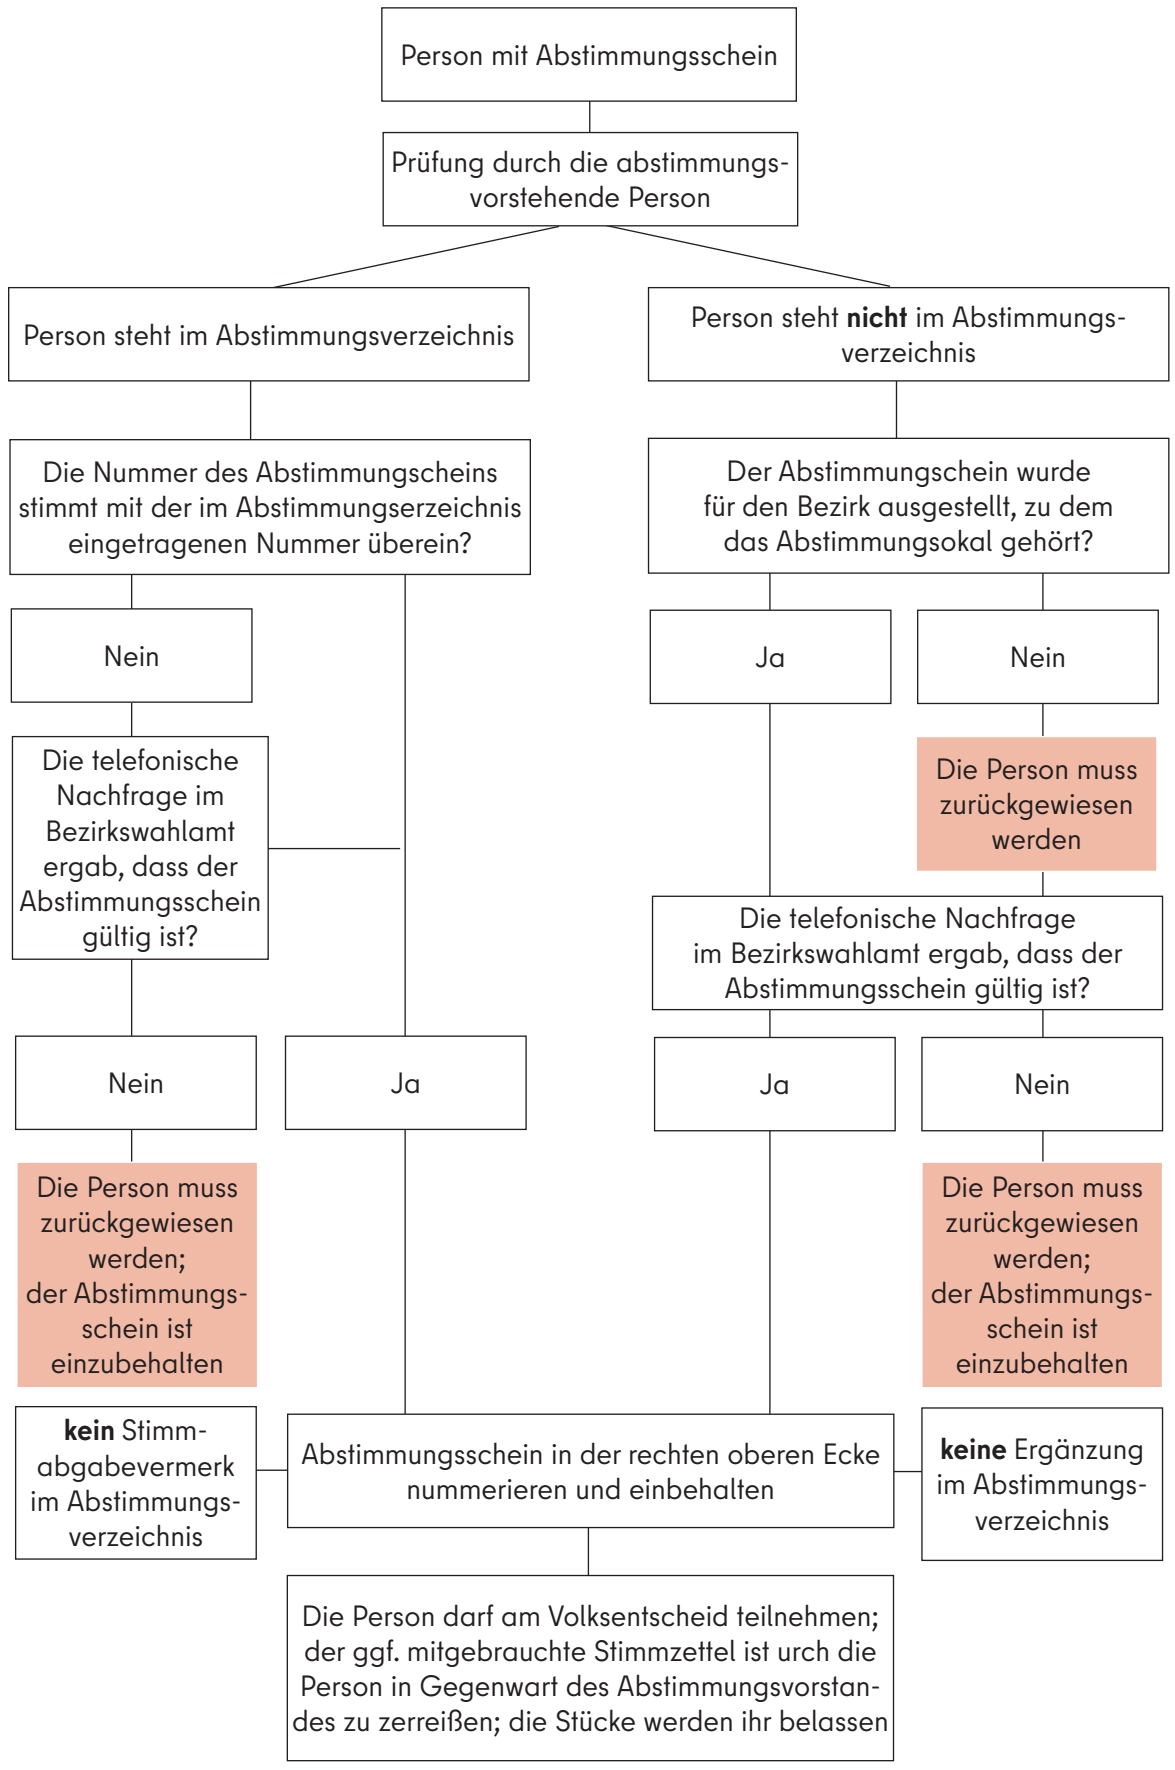 Person mit Abstimmungsschein
Prüfung durch die abstimmungs-
vorstehende Person
Person steht im Abstimmungsverzeichnis
Person steht nicht im Abstimmungs-
verzeichnis
Die Nummer des Abstimmungscheins
stimmt mit der im Abstimmungserzeichnis
eingetragenen Nummer überein?
Der Abstimmungschein wurde
für den Bezirk ausgestellt, zu dem
das Abstimmungsokal gehört?
Nein
Ja
Nein
Die telefonische
Nachfrage im
Bezirkswahlamt
ergab, dass der
Abstimmungsschein
gültig ist?
Die Person muss
zurückgewiesen
werden
Die telefonische Nachfrage
im Bezirkswahlamt ergab, dass der
Abstimmungsschein gültig ist?
Nein
Ja
Ja
Nein
Die Person muss
zurückgewiesen
werden;
der Abstimmungs-
schein ist
einzubehalten
Die Person muss
zurückgewiesen
werden;
der Abstimmungs-
schein ist
einzubehalten
kein Stimm-
abgabevermerk
im Abstimmungs-
verzeichnis
Abstimmungsschein in der rechten oberen Ecke
nummerieren und einbehalten
keine Ergänzung
im Abstimmungs-
verzeichnis
Die Person darf am Volksentscheid teilnehmen;
der ggf. mitgebrauchte Stimmzettel ist urch die
Person in Gegenwart des Abstimmungsvorstan-
des zu zerreißen; die Stücke werden ihr belassen